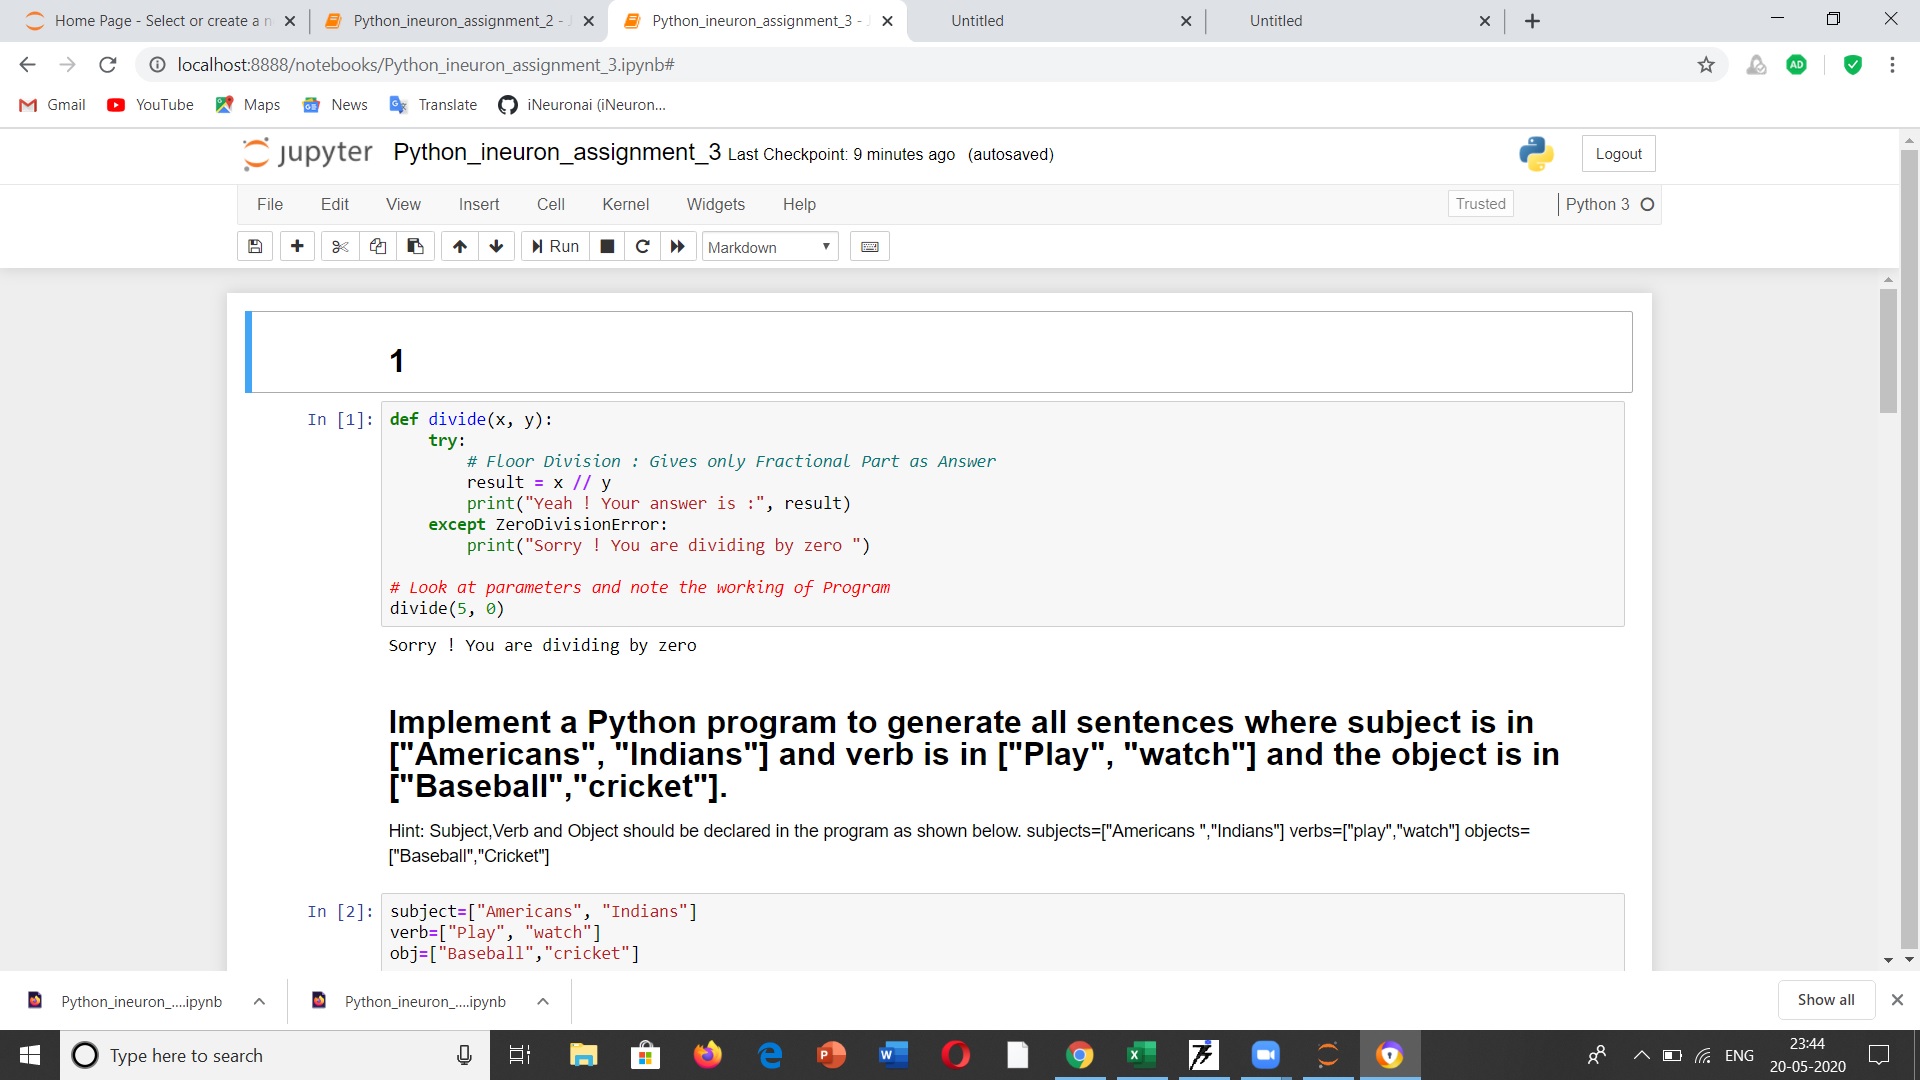 Home Page - Select or create a n
Python_ineuron_assignment_2 - J
Python_ineuron_assignment_3 - J
Untitled
Untitled
localhost:8888/notebooks/Python_ineuron_assignment_3.ipynb#
AD
Gmail
YouTube
Maps
News
Translate
iNeuronai (iNeuron...
jupyter
Python_ineuron_assignment_3 Last Checkpoint: 9 minutes ago (autosaved)
Logout
File Edit View Insert Cell Kernel Widgets Help
Trusted
Python 3
Run
Markdown
1
In [1]: def divide(x, y):
try:
# Floor Division : Gives only Fractional Part as Answer
result = x // y
print("Yeah ! Your answer is :", result)
except ZeroDivisionError:
print("Sorry ! You are dividing by zero ")
# Look at parameters and note the working of Program
divide(5, 0)
Sorry ! You are dividing by zero
Implement a Python program to generate all sentences where subject is in
["Americans", "Indians"] and verb is in ["Play", "watch"] and the object is in
["Baseball","cricket"].
Hint: Subject,Verb and Object should be declared in the program as shown below. subjects=["Americans ","Indians"] verbs=["play","watch"] objects=
["Baseball","Cricket"]
In [2]: subject=["Americans", "Indians"]
verb=["Play", "watch"]
obj=["Baseball","cricket"]
Python_ineuron_....ipynb
Python_ineuron_....ipynb
Show all
Type here to search
ENG
23:44
20-05-2020